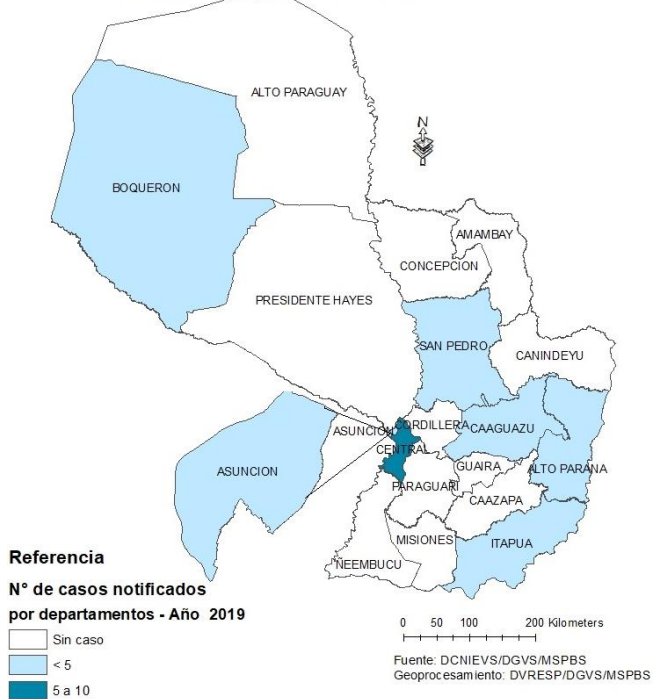 ALTO PARAGUAY
N
BOQUERON
AMAMBAY
CONCEPCION
PRESIDENTE HAYES
SAN PEDRO
CANINDEYU
ASUNCION
CORDILLERA
CAAGUAZU
CENTRAL
ASUNCION
GUAIRA
ALTO PARANA
PARAGUARI
CAAZAPA
MISIONES
ITAPUA
ÑEEMBUCU
Referencia
N° de casos notificados
por departamentos - Año 2019
Sin caso
< 5
5 a 10
0 50 100 200 Kilometers
Fuente: DCNIEVS/DGVS/MSPBS
Geoprocesamiento: DVRESP/DGVS/MSPBS